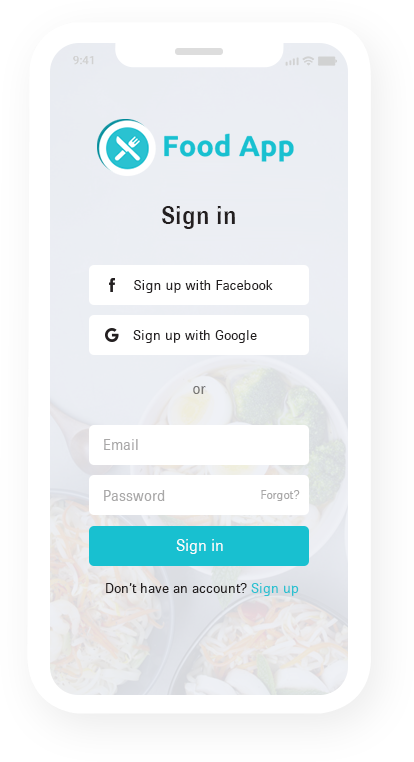 9:41
Food App
Sign in
Sign up with Facebook
Sign up with Google
or
Email
Password Forgot?
Sign in
Don't have an account? Sign up